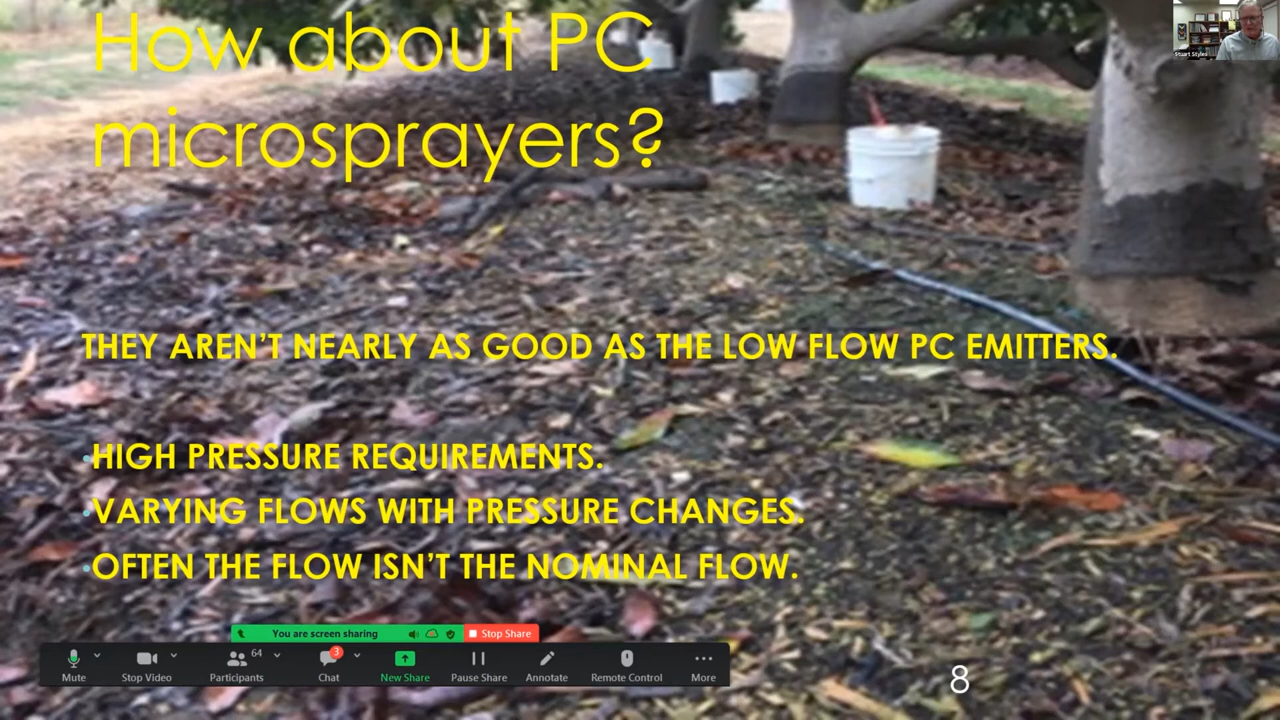 How about PC
microsprayers?
Stuart Styles
THEY AREN'T NEARLY AS GOOD AS THE LOW FLOW PC EMITTERS.
•HIGH PRESSURE REQUIREMENTS.
•VARYING FLOWS WITH PRESSURE CHANGES.
•OFTEN THE FLOW ISN'T THE NOMINAL FLOW.
You are screen sharing
Stop Share
64
3
Mute
Stop Video
Participants
Chat
New Share
Pause Share
Annotate
Remote Control
More
8